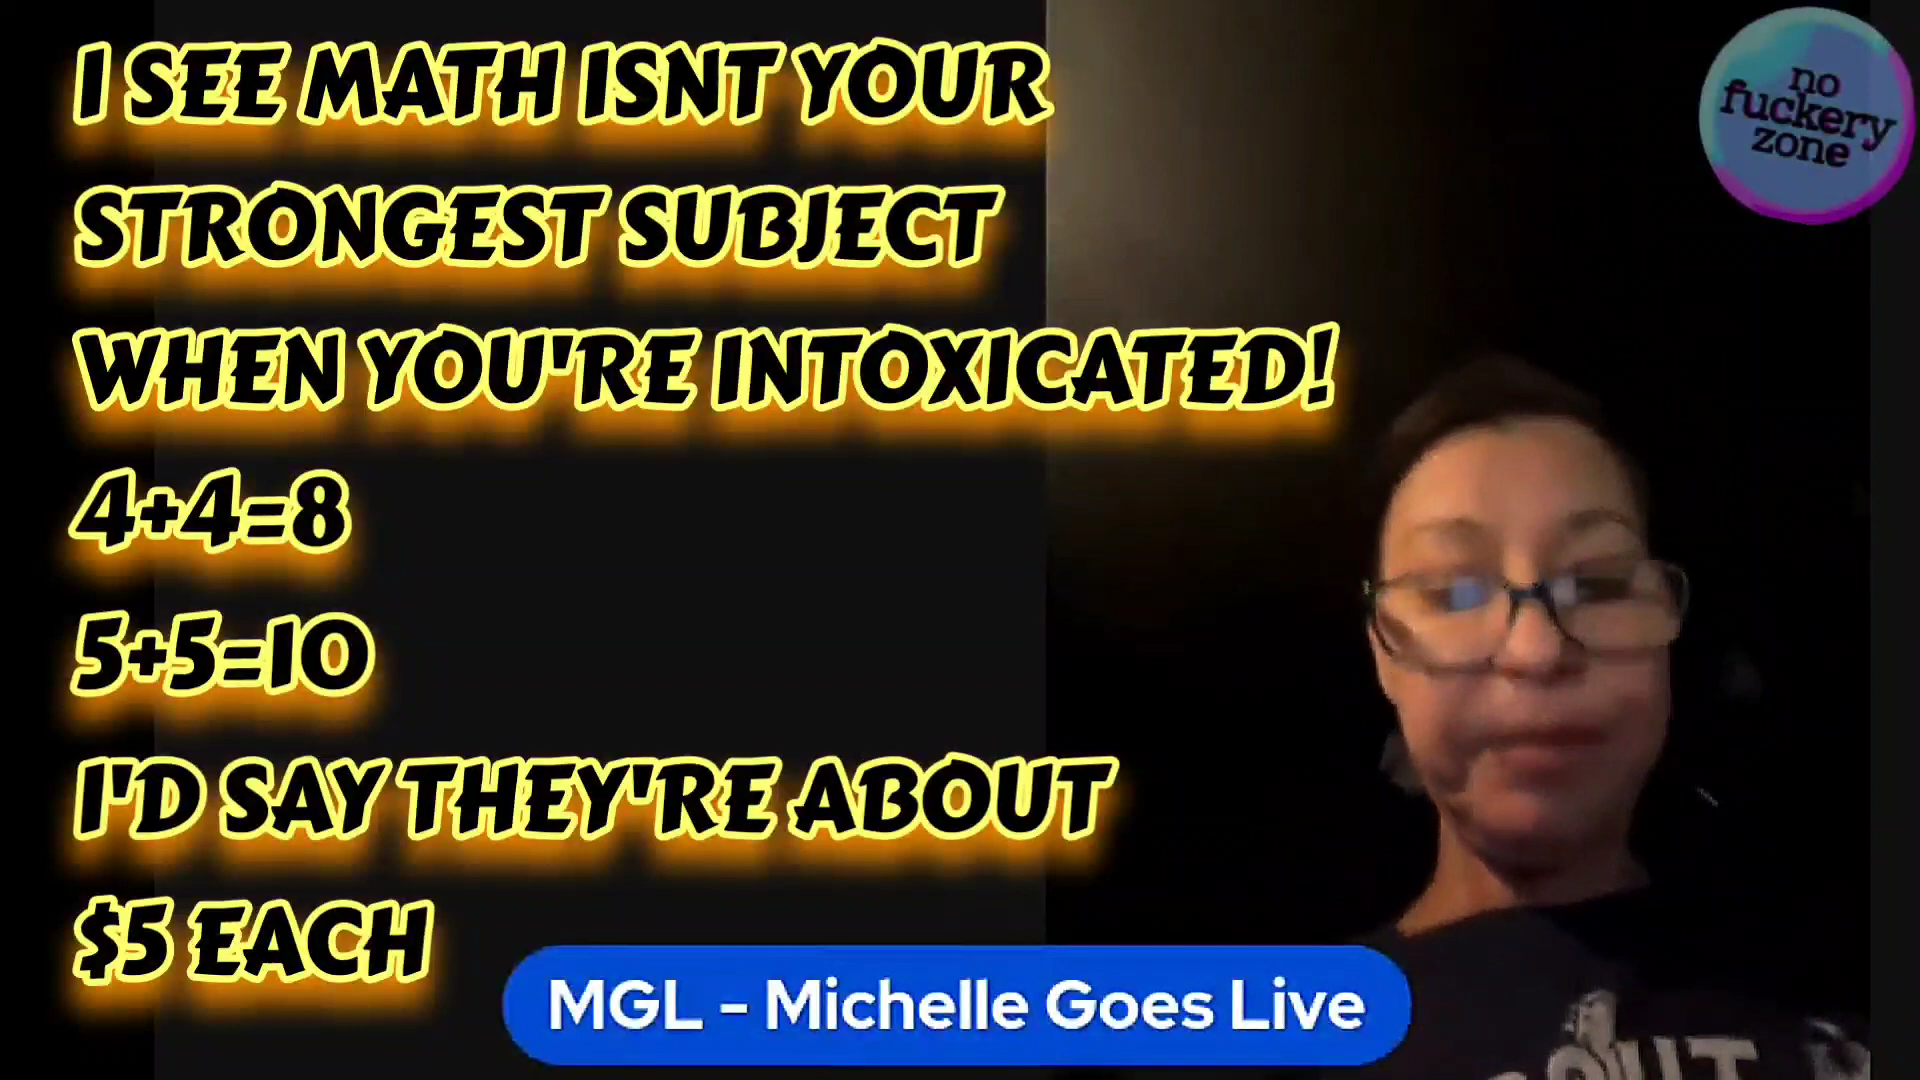 I SEE MATH ISNT YOUR
STRONGEST SUBJECT
WHEN YOU'RE INTOXICATED!
4+4=8
5+5=10
I'D SAY THEY'RE ABOUT
$5 EACH
no
fuckery
zone
MGL - Michelle Goes Live